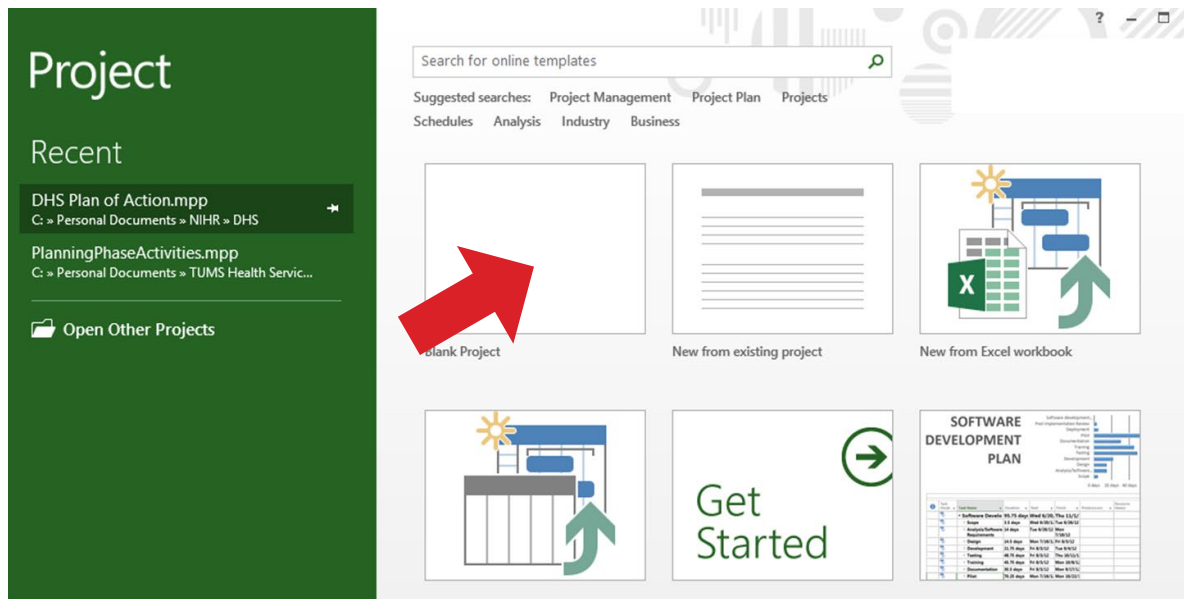 ?
Project
Search for online templates
Suggested searches: Project Management Project Plan Projects
Schedules Analysis Industry Business
Recent
DHS Plan of Action.mpp
C: » Personal Documents » NIHR » DHS
PlanningPhaseActivities.mpp
C: » Personal Documents » TUMS Health Servic...
Open Other Projects
Blank Project
New from existing project
X
New from Excel workbook
Get
Started
SOFTWARE
DEVELOPMENT
PLAN